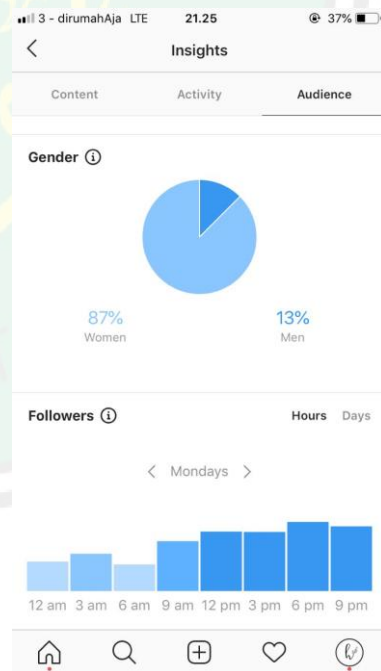 3 - dirumahAja LTE 21.25 37%
Insights
Content Activity Audience
Gender
87% 13%
Women Men
Followers Hours Days
< Mondays >
12 am 3 am 6 am 9 am 12 pm 3 pm 6 pm 9 pm